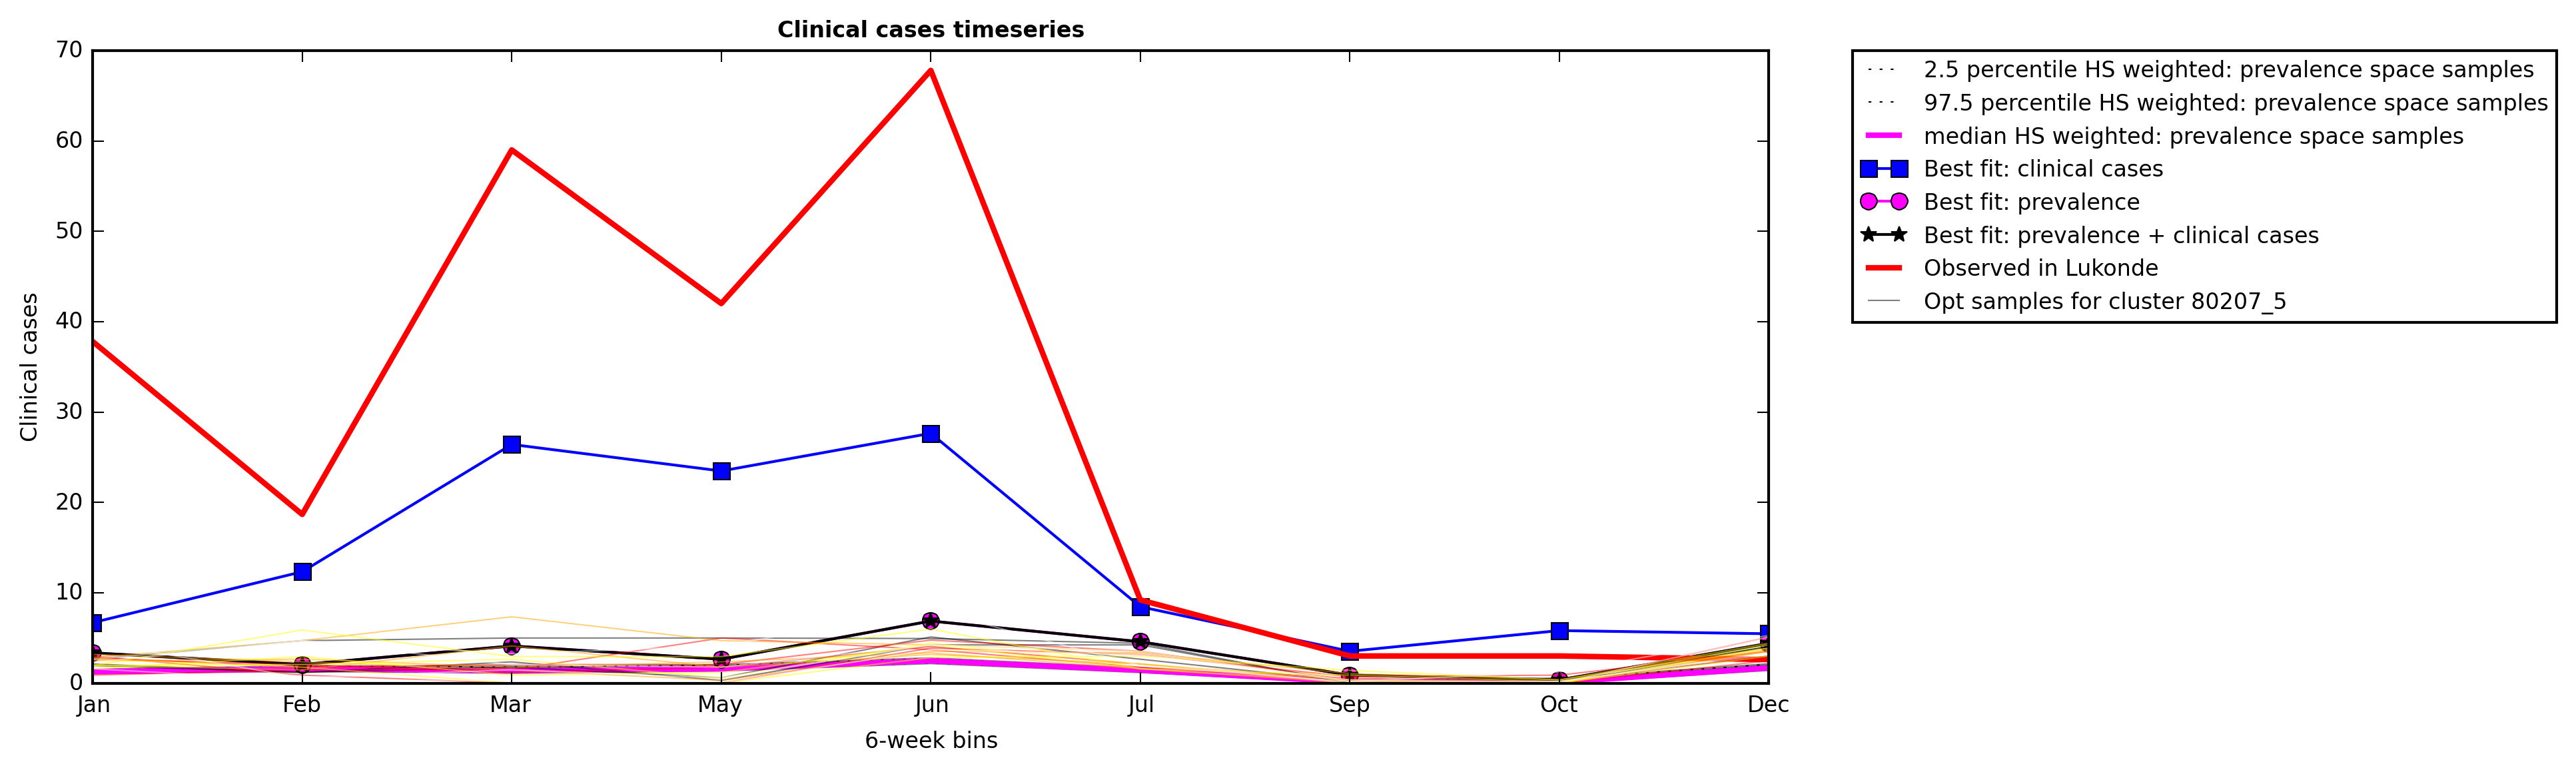 Clinical cases timeseries
70
60
50
40
30
20
10
0
Clinical cases
Jan Feb Mar May Jun Jul Sep Oct Dec
6-week bins
2.5 percentile HS weighted: prevalence space samples
97.5 percentile HS weighted: prevalence space samples
median HS weighted: prevalence space samples
Best fit: clinical cases
Best fit: prevalence
Best fit: prevalence + clinical cases
Observed in Lukonde
Opt samples for cluster 80207_5